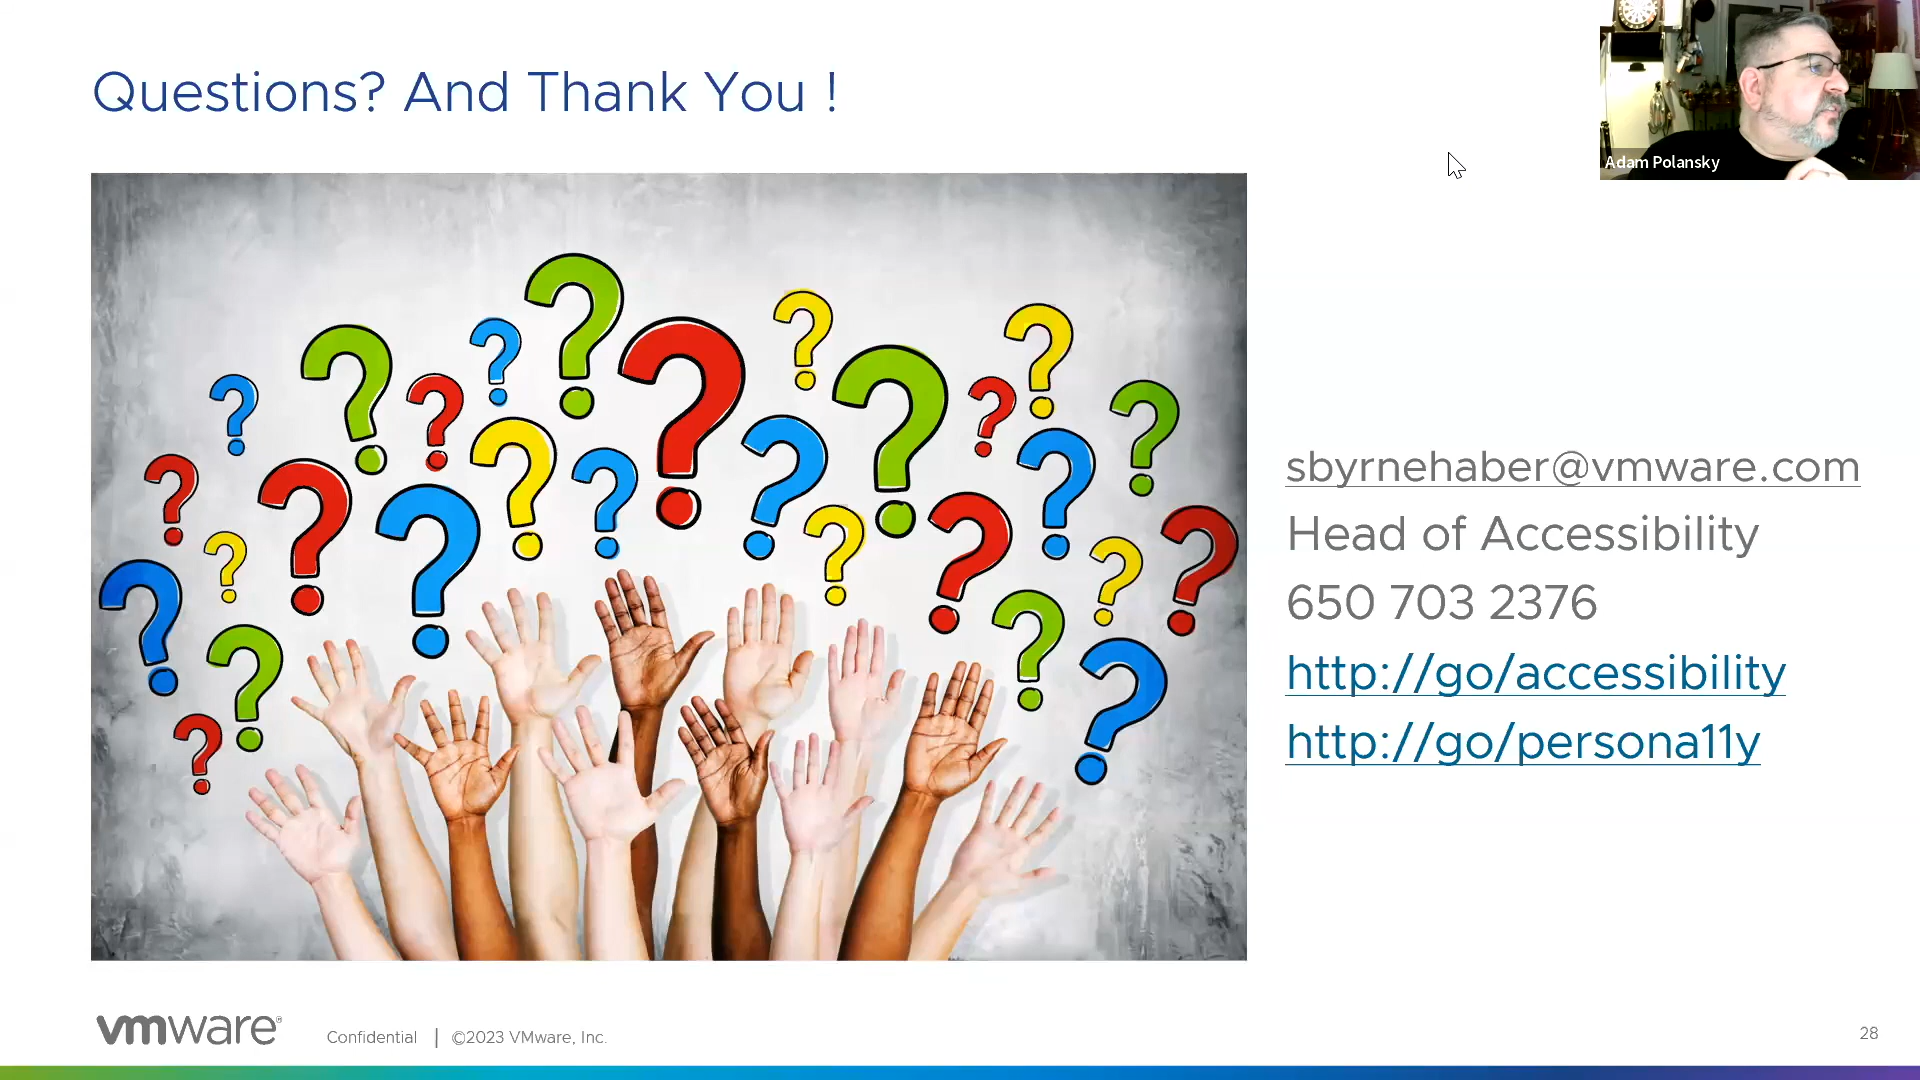 Questions? And Thank You !
Adam Polansky
sbyrnehaber@vmware.com
Head of Accessibility
650 703 2376
http://go/accessibility
http://go/persona11y
vmware®
Confidential | ©2023 VMware, Inc.
28